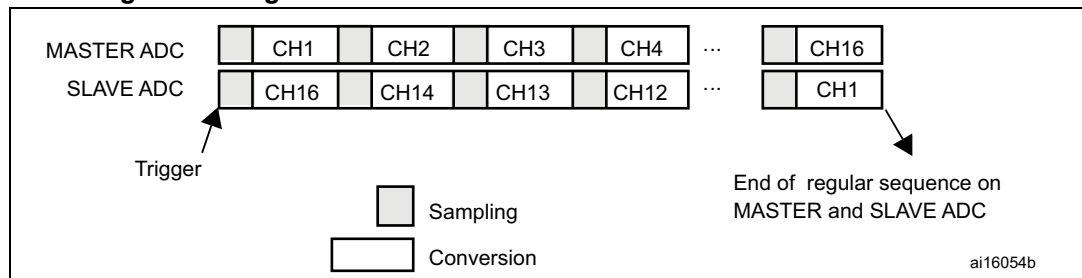 MASTER ADC CH1 CH2 CH3 CH4 ... CH16
SLAVE ADC CH16 CH14 CH13 CH12 ... CH1
Trigger
End of regular sequence on
MASTER and SLAVE ADC
Sampling
Conversion
ai16054b